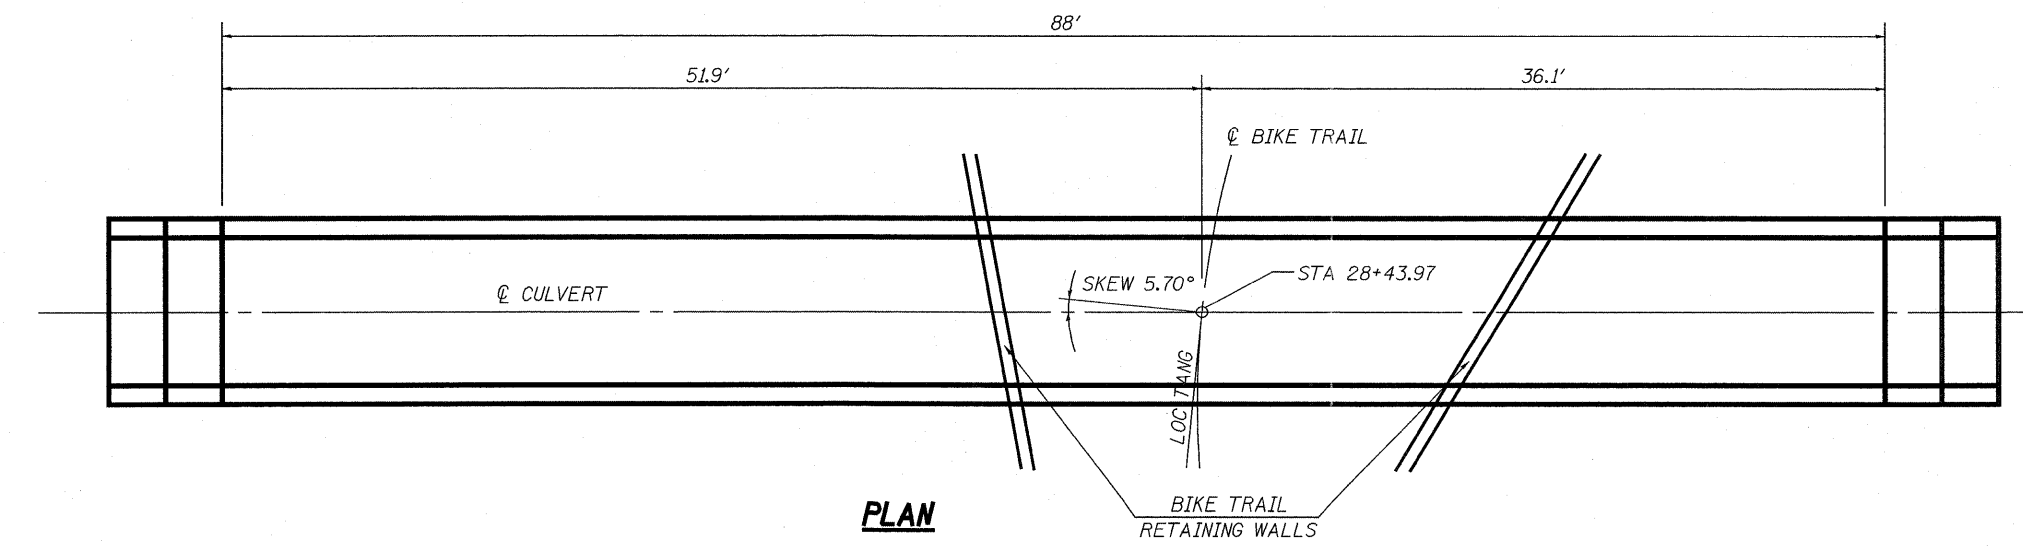 88'
51.9'
36.1'
℄ BIKE TRAIL
SKEW 5.70°
STA 28+43.97
℄ CULVERT
LOC TANG
BIKE TRAIL
RETAINING WALLS
PLAN